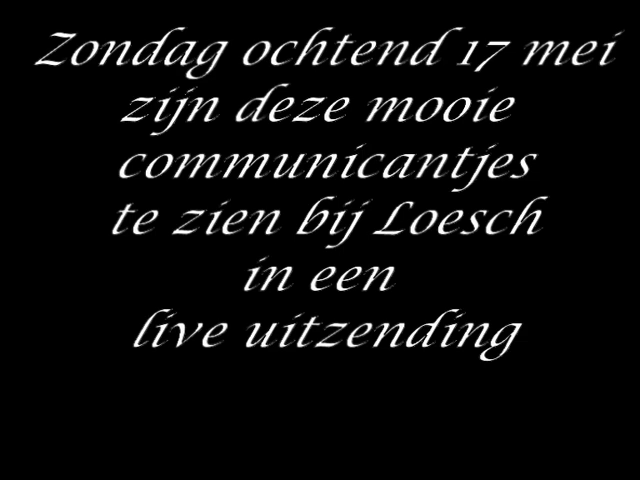 Zondag ochtend 17 mei
zijn deze mooie
communicantjes
te zien bij Loesch
in een
live uitzending